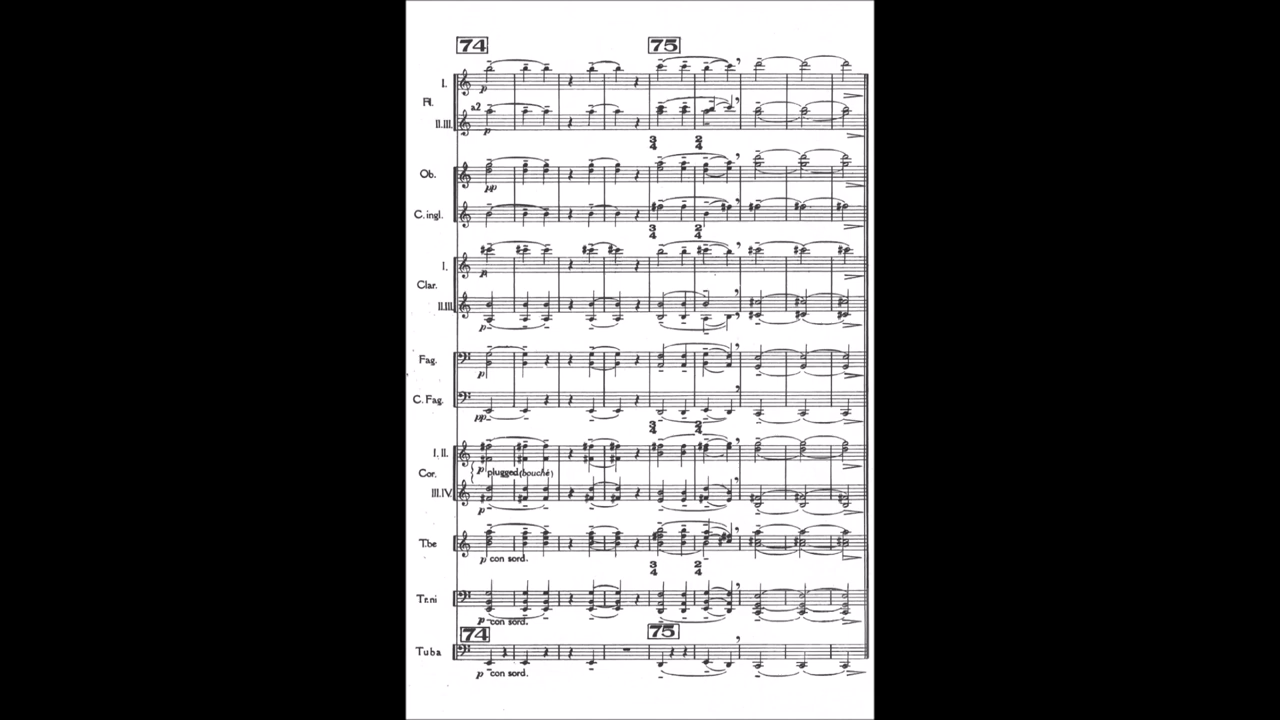 74 75
I.
Fl.
p
a2
II.III.
p
3 4 2 4
Ob.
pp
C. ingl.
3 4 2 4
I.
p
Clar.
II.III.
p
Fag.
p
C. Fag.
pp
3 4 2 4
I. II.
Cor.
p plugged (bouché)
III.IV.
p
T.be
p con sord.
3 4 2 4
Tr.ni
p con sord.
74 75
Tuba
p con sord.